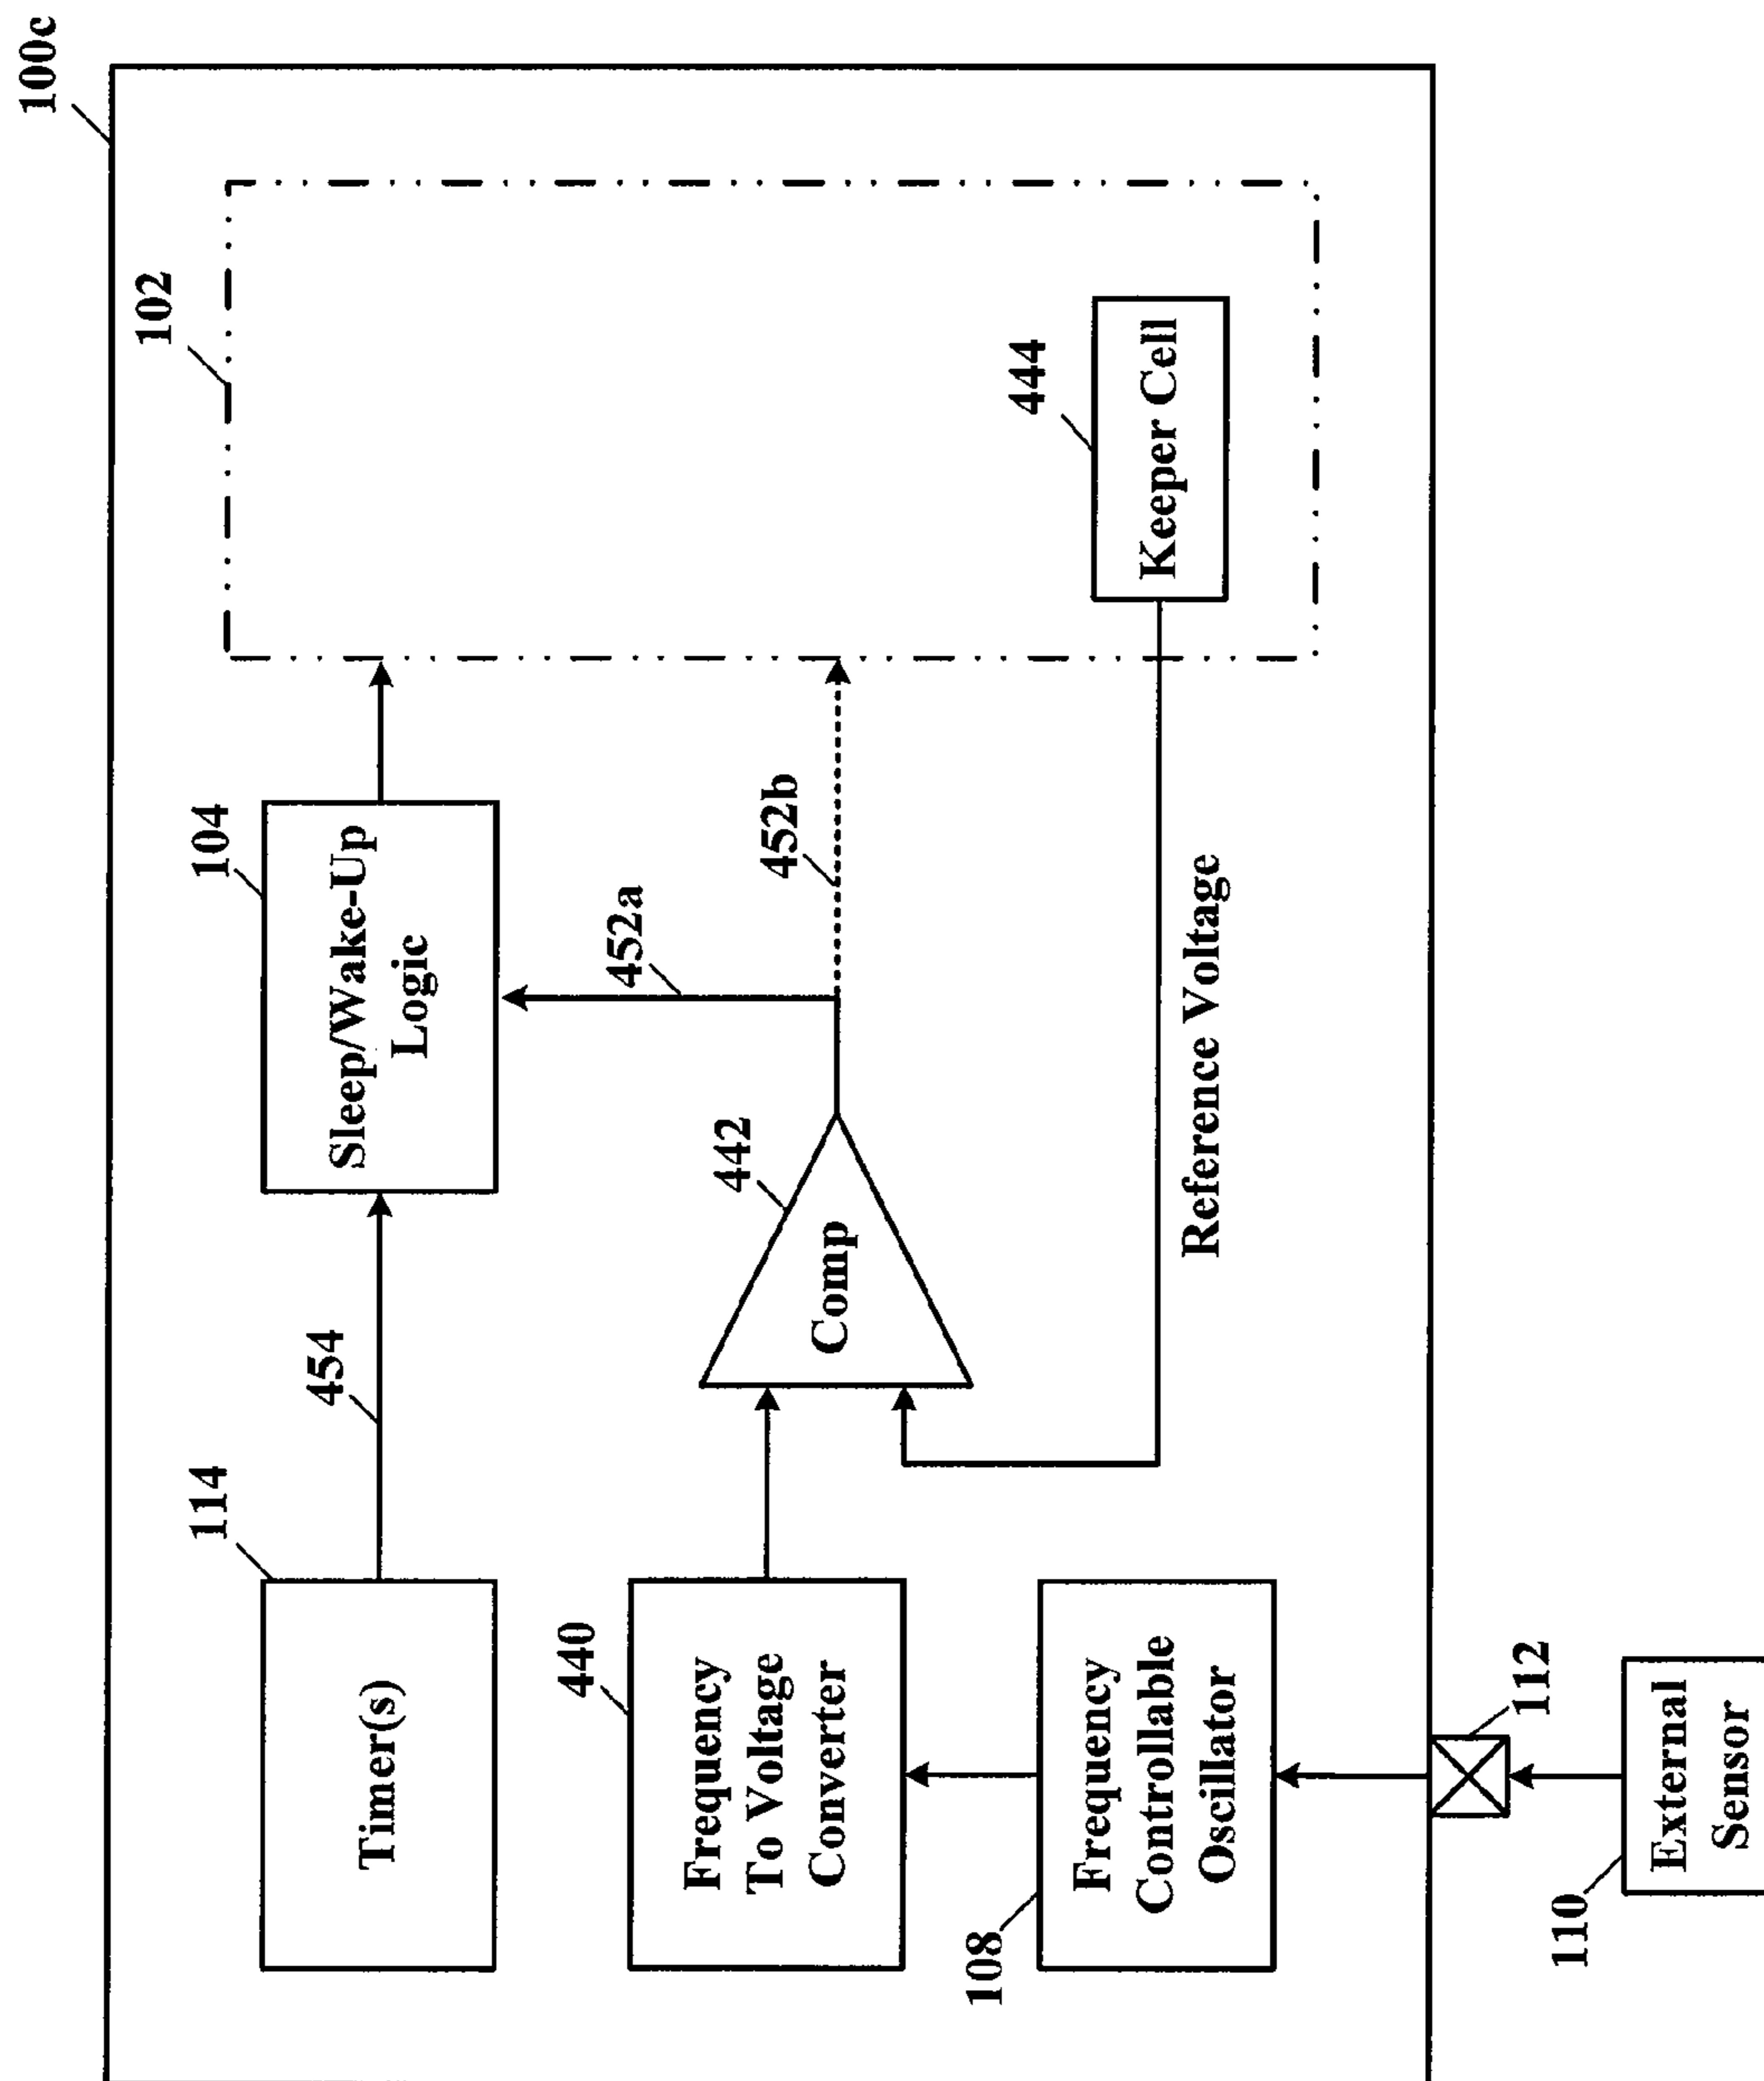 100c
102
104
Sleep/Wake-Up
Logic
454
114
Timer(s)
452a
452b
442
Comp
440
Frequency
To Voltage
Converter
444
Keeper Cell
Reference Voltage
108
Frequency
Controllable
Oscillator
112
110
External
Sensor